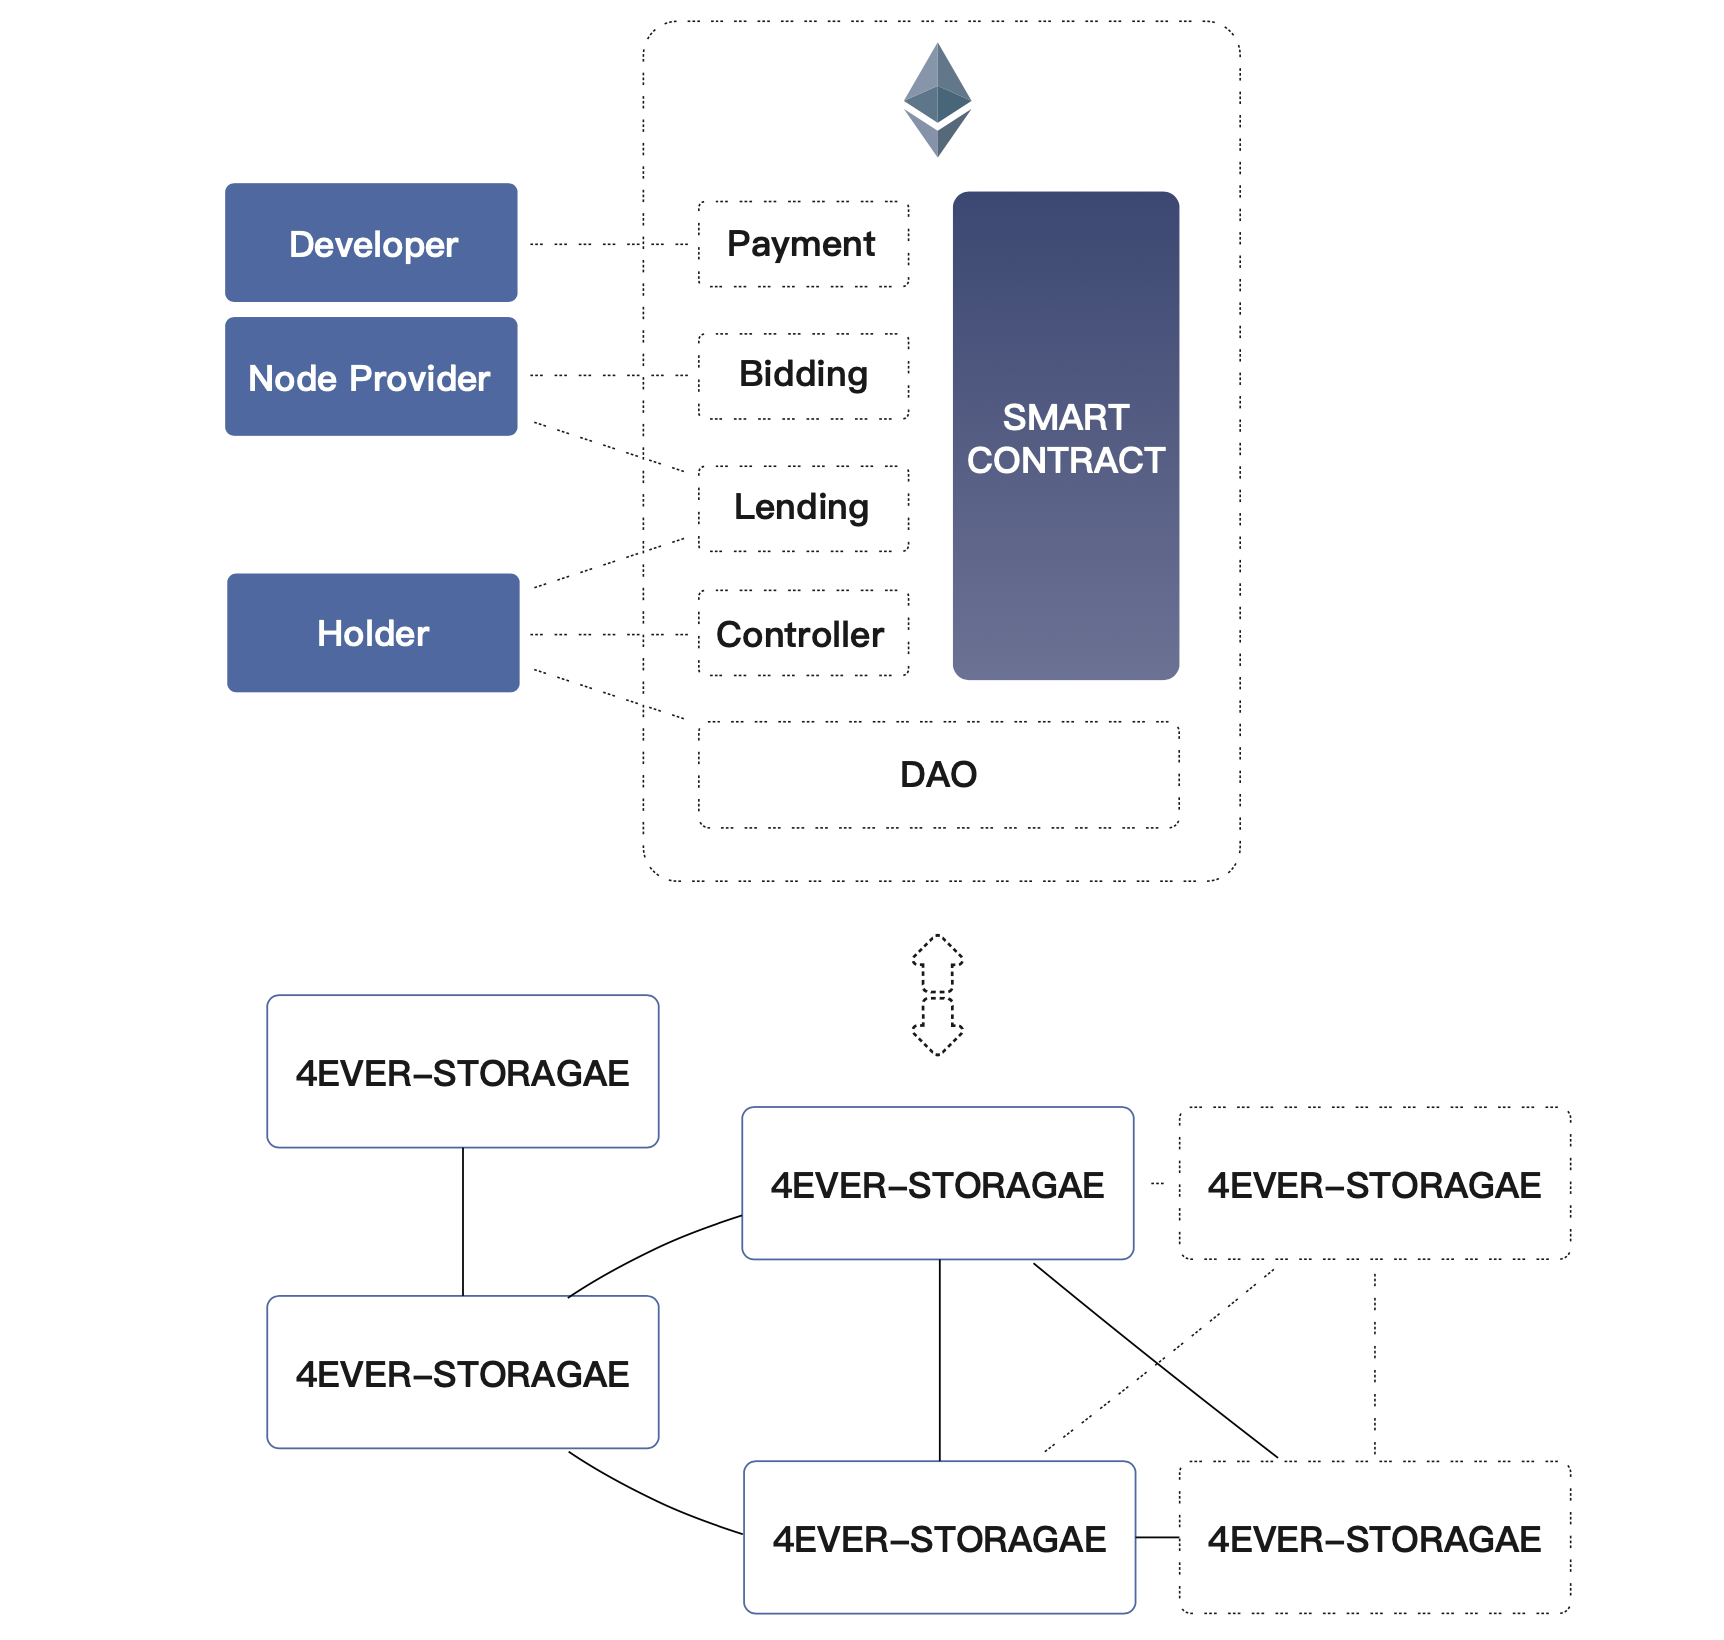 Developer
Payment
Node Provider
Bidding
SMART
CONTRACT
Lending
Holder
Controller
DAO
4EVER–STORAGAE
4EVER–STORAGAE
4EVER–STORAGAE
4EVER–STORAGAE
4EVER–STORAGAE
4EVER–STORAGAE